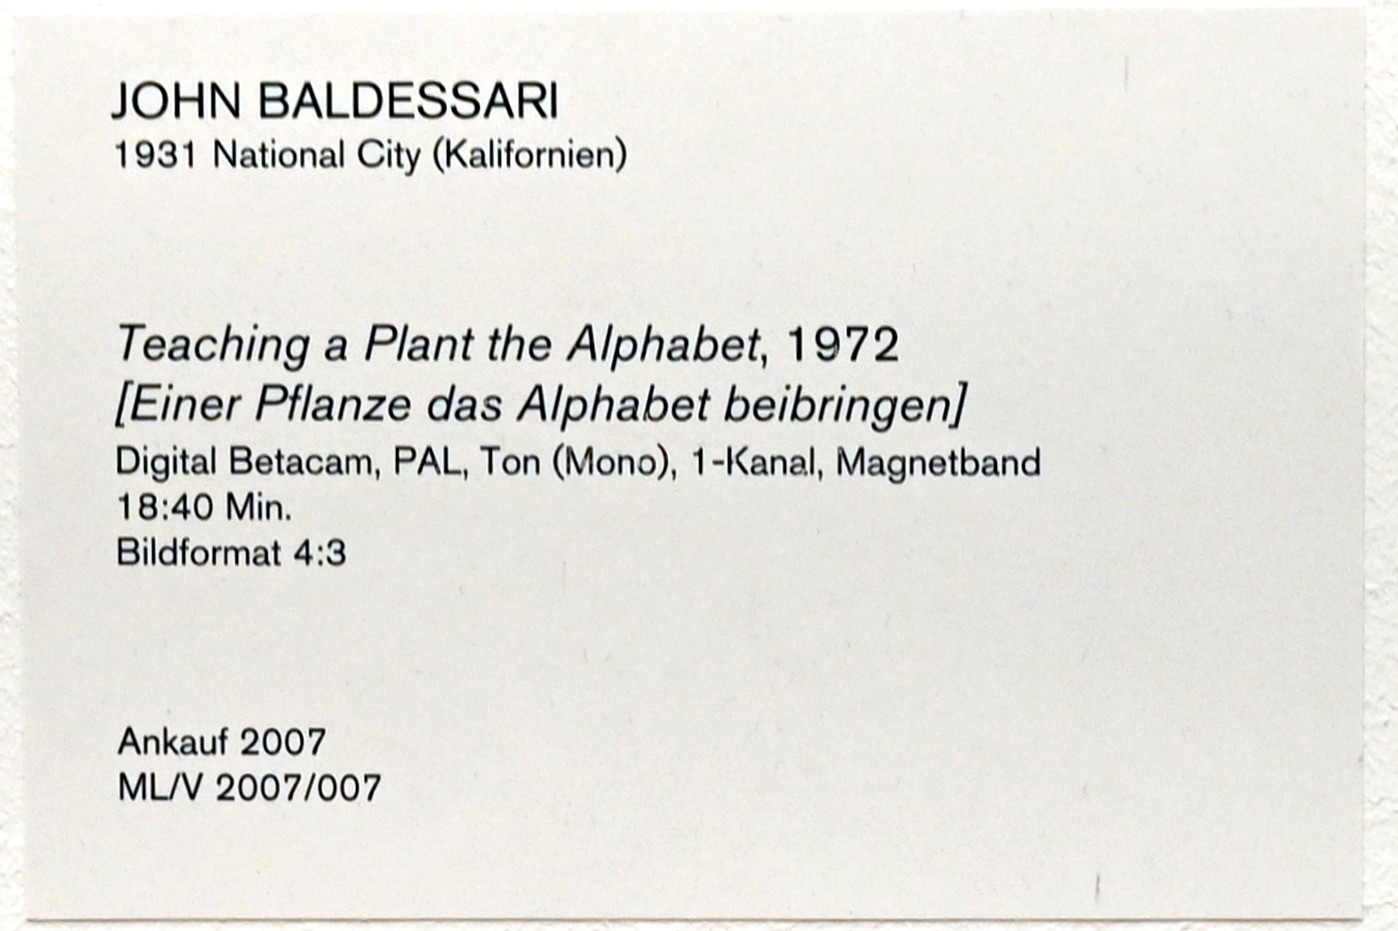 JOHN BALDESSARI
1931 National City (Kalifornien)
Teaching a Plant the Alphabet, 1972
[Einer Pflanze das Alphabet beibringen]
Digital Betacam, PAL, Ton (Mono), 1-Kanal, Magnetband
18:40 Min.
Bildformat 4:3
Ankauf 2007
ML/V 2007/007